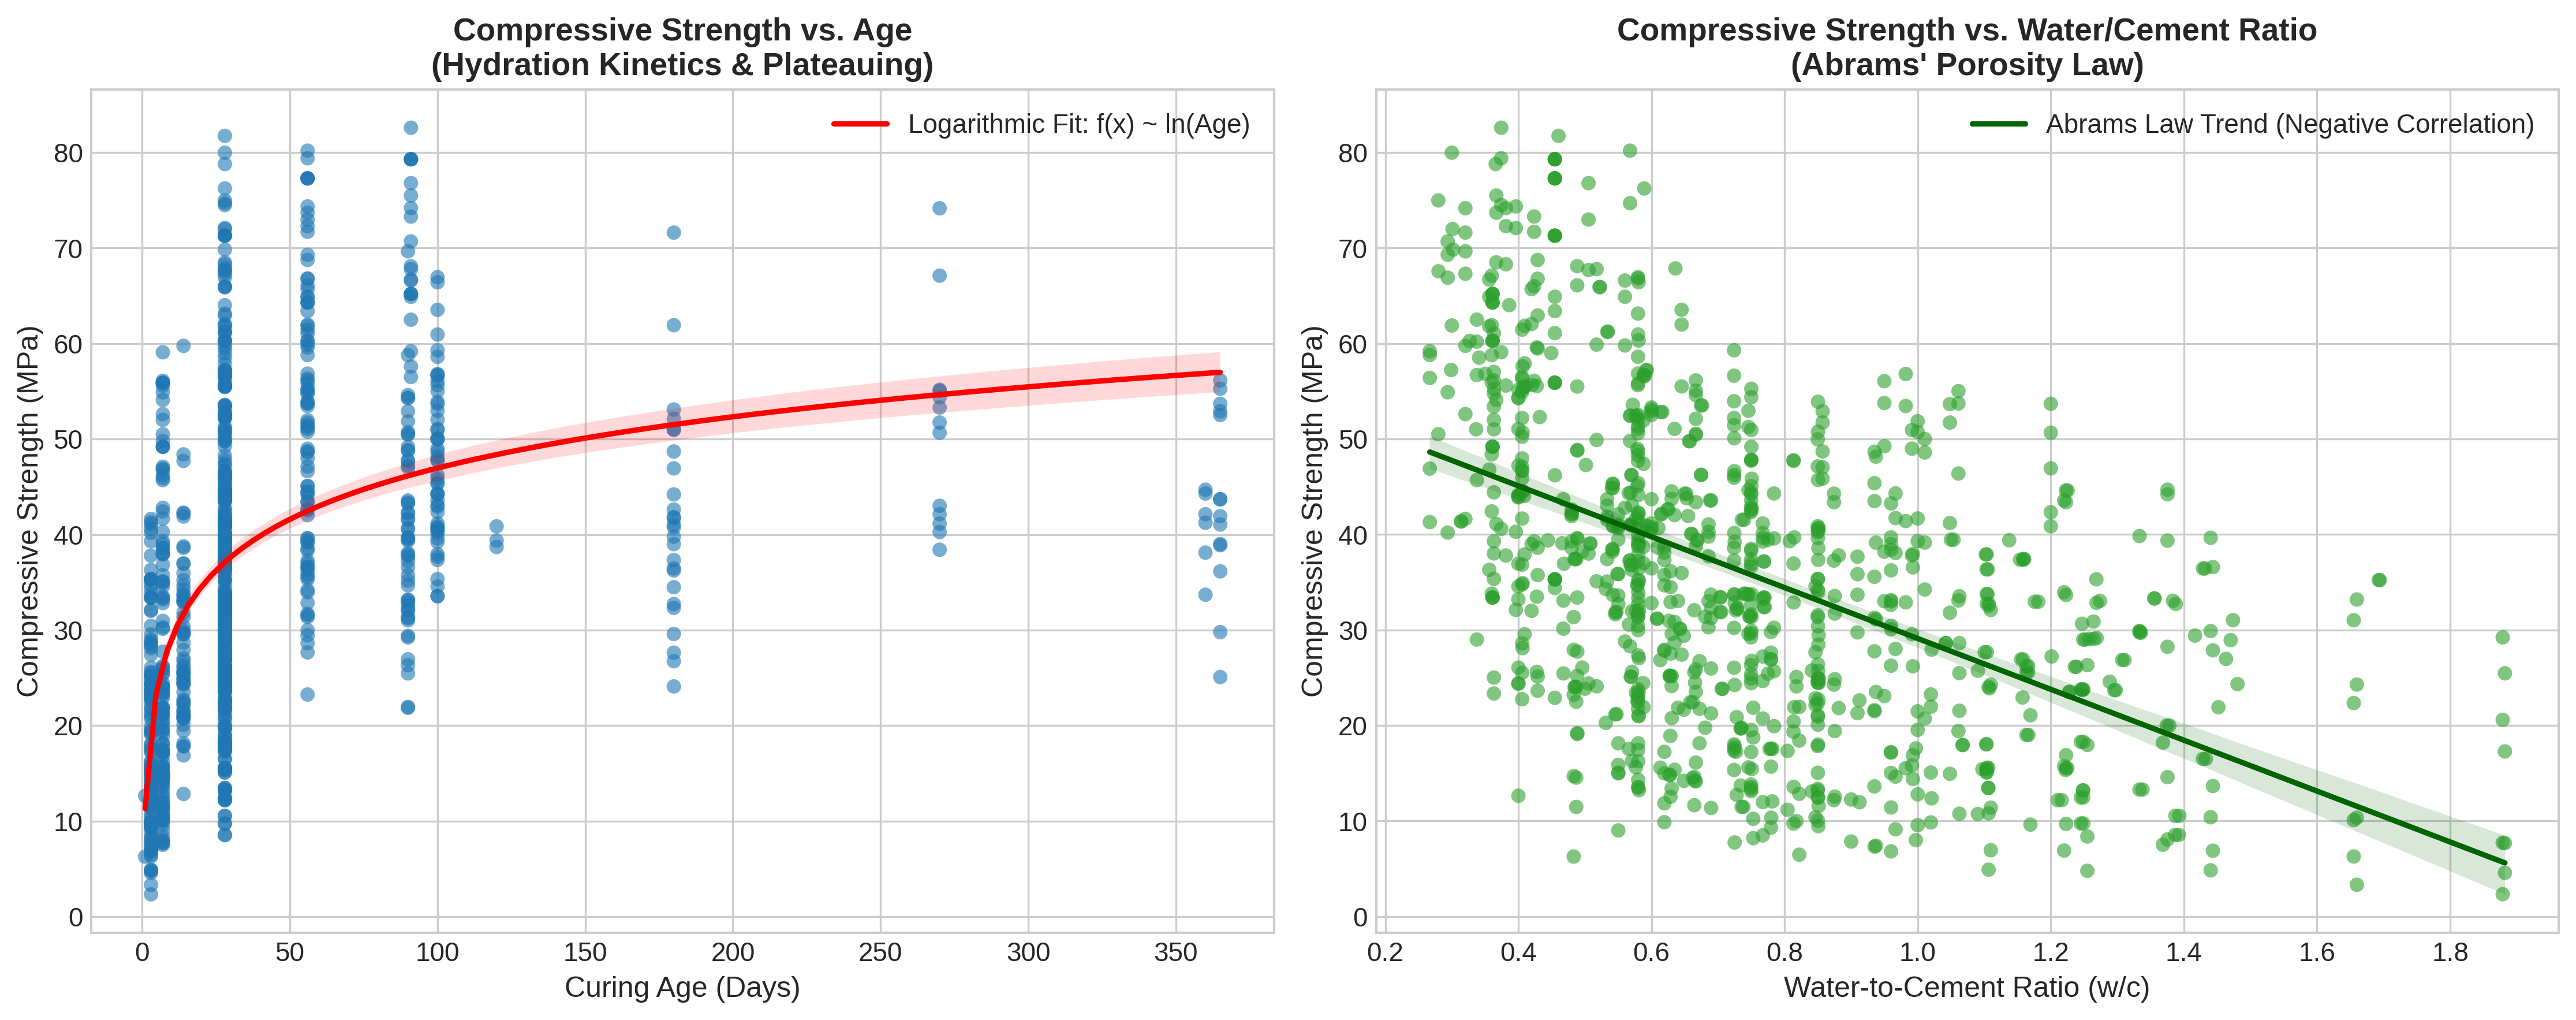 Compressive Strength vs. Age
(Hydration Kinetics & Plateauing)
Logarithmic Fit: f(x) ~ ln(Age)
Compressive Strength (MPa)
80
70
60
50
40
30
20
10
0
0 50 100 150 200 250 300 350
Curing Age (Days)
Compressive Strength vs. Water/Cement Ratio
(Abrams' Porosity Law)
Abrams Law Trend (Negative Correlation)
Compressive Strength (MPa)
80
70
60
50
40
30
20
10
0
0.2 0.4 0.6 0.8 1.0 1.2 1.4 1.6 1.8
Water-to-Cement Ratio (w/c)